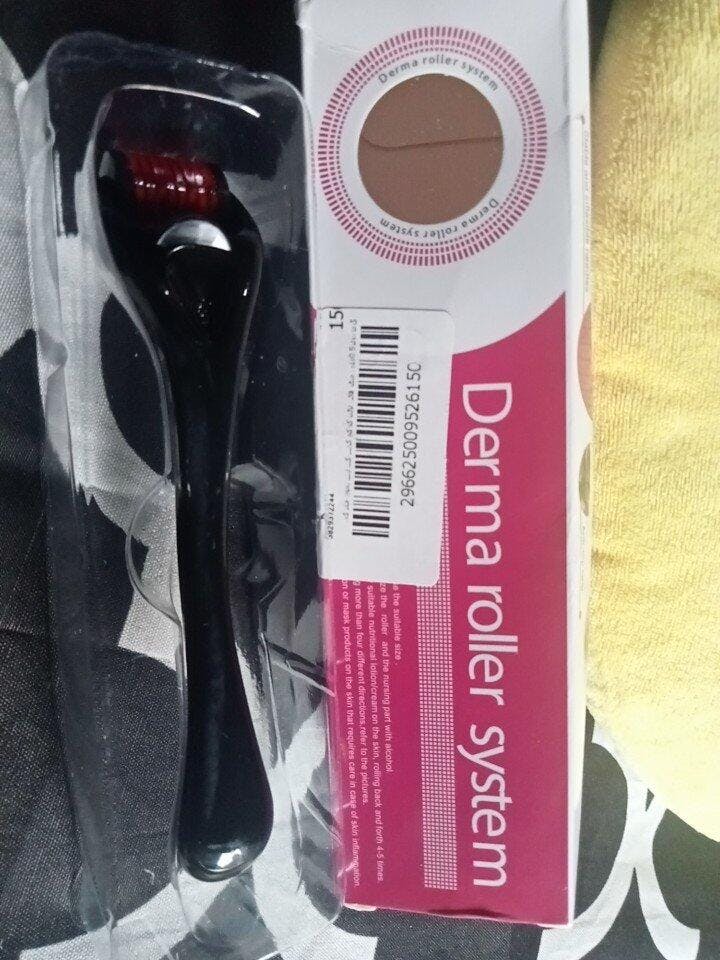 Derma roller system
Derma roller system
15
296625009526150
Derma roller system
e the suitable size .
ze the roller and the nursing part with alcohol.
suitable nutritional lotion/cream on the skin, rolling back and forth 4-5 times.
more than four different directions,refer to the pictures.
on or mask products on the skin that requires care in case of skin inflammation.